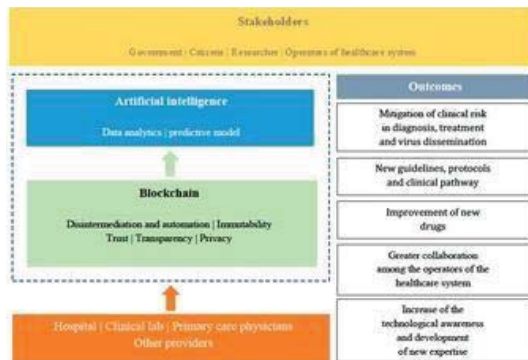 Stakeholders
Government | Citizens | Researcher | Operators of healthcare system
Artificial intelligence
Data analytics | predictive model
Blockchain
Disintermediation and automation | Immutability
Trust | Transparency | Privacy
Hospital | Clinical lab | Primary care physicians
Other providers
Outcomes
Mitigation of clinical risk
in diagnosis, treatment
and virus dissemination
New guidelines, protocols
and clinical pathway
Improvement of new
drugs
Greater collaboration
among the operators of the
healthcare system
Increase of the
technological awareness
and development
of new expertise